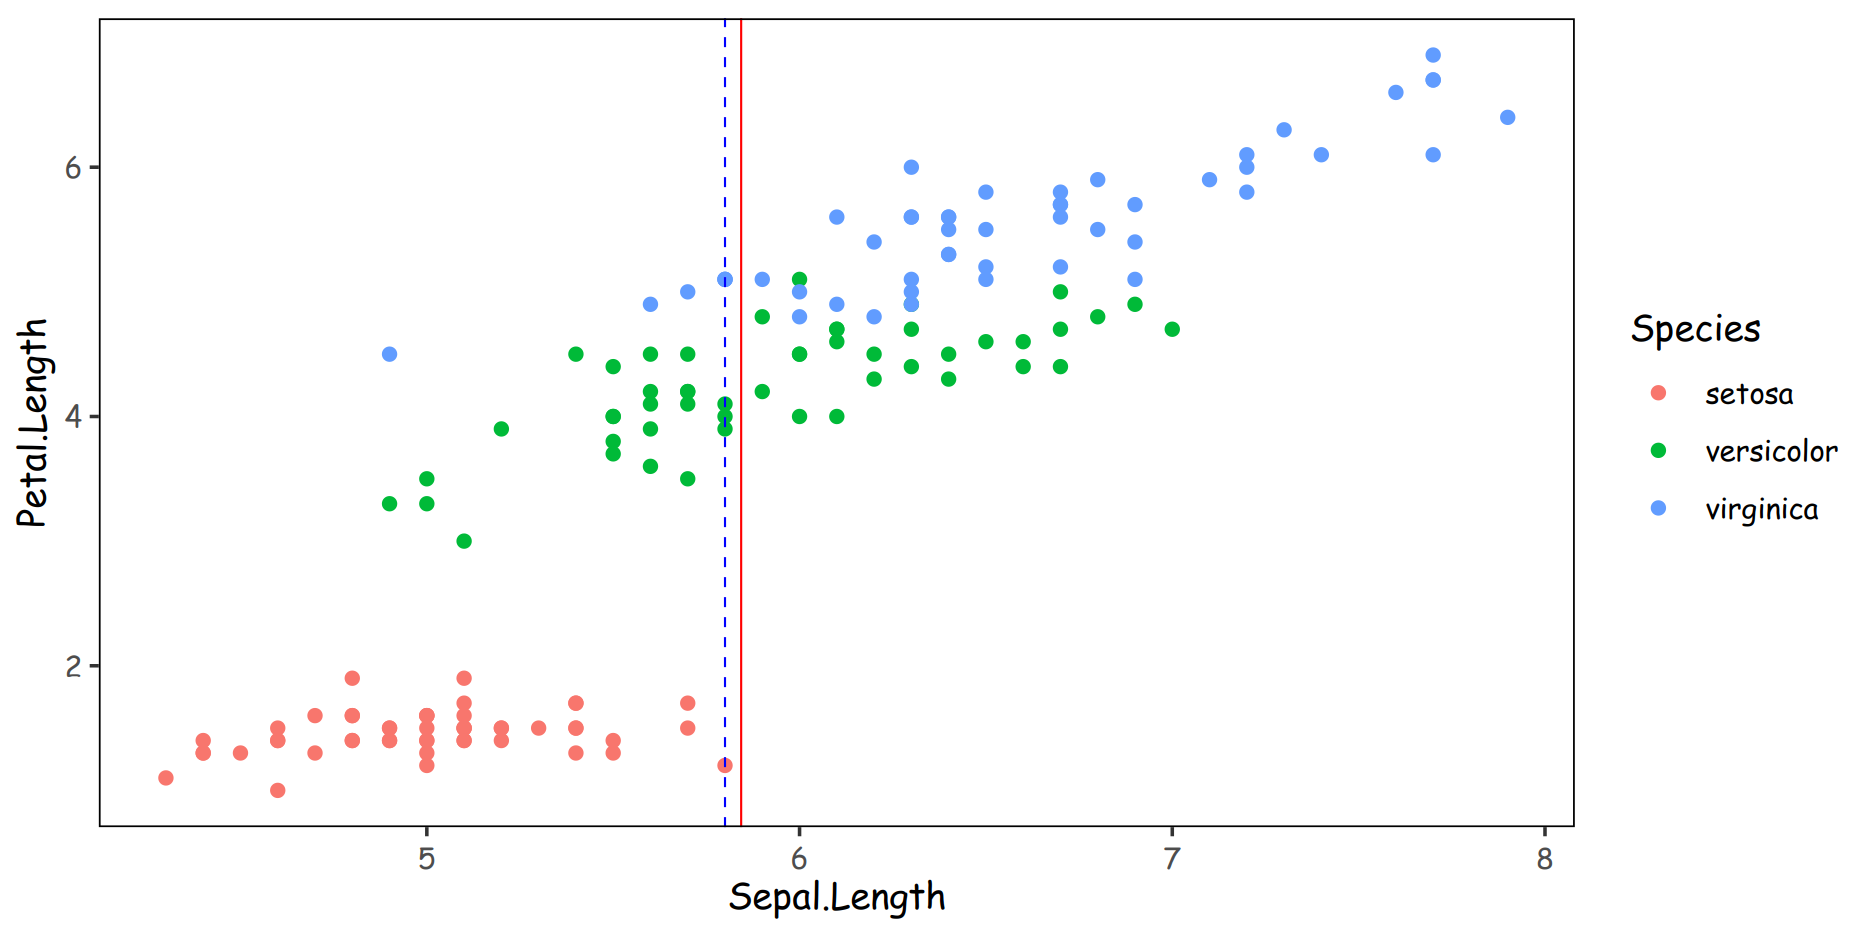 6
4
2
Petal.Length
5 6 7 8
Sepal.Length
Species
setosa
versicolor
virginica